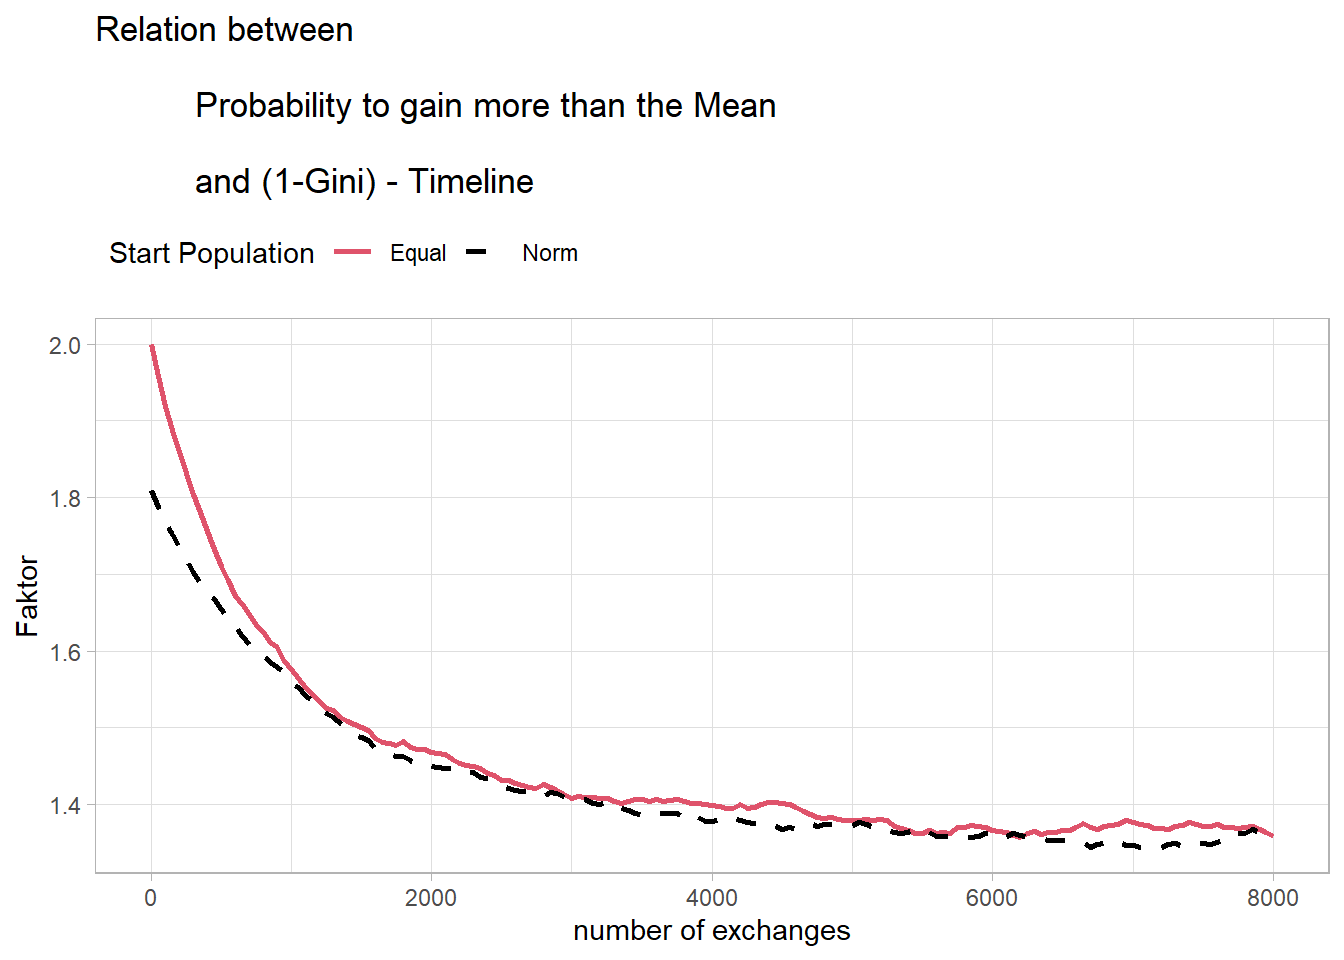 Relation between
Probability to gain more than the Mean
and (1-Gini) - Timeline
Start Population Equal Norm
2.0
1.8
1.6
1.4
Faktor
0 2000 4000 6000 8000
number of exchanges